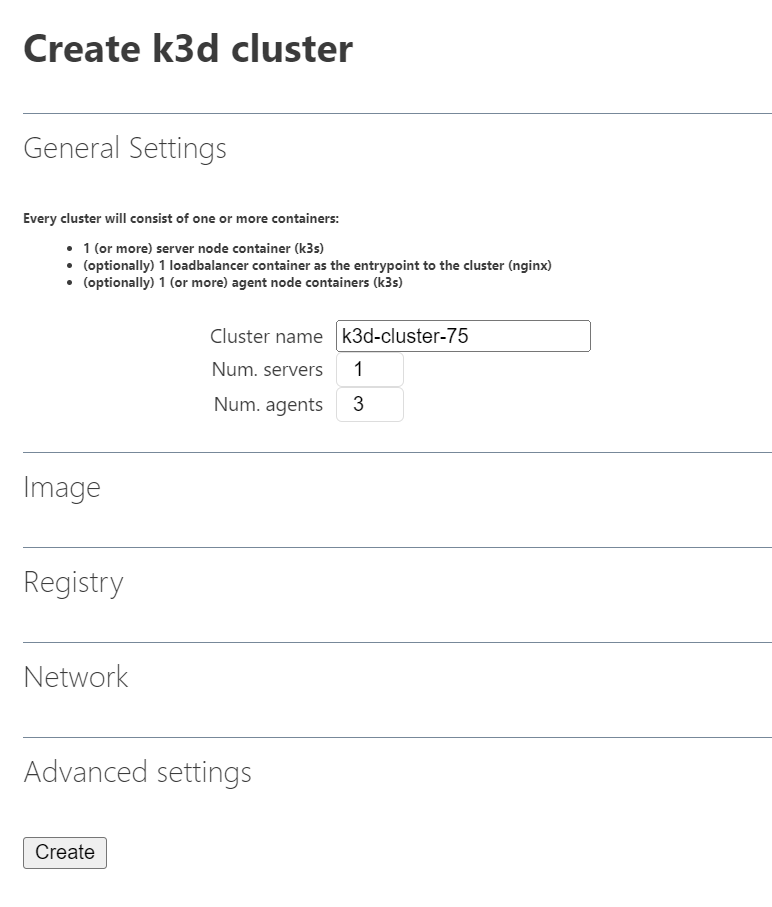 Create k3d cluster
General Settings
Every cluster will consist of one or more containers:
• 1 (or more) server node container (k3s)
• (optionally) 1 loadbalancer container as the entrypoint to the cluster (nginx)
• (optionally) 1 (or more) agent node containers (k3s)
Cluster name k3d-cluster-75
Num. servers 1
Num. agents 3
Image
Registry
Network
Advanced settings
Create